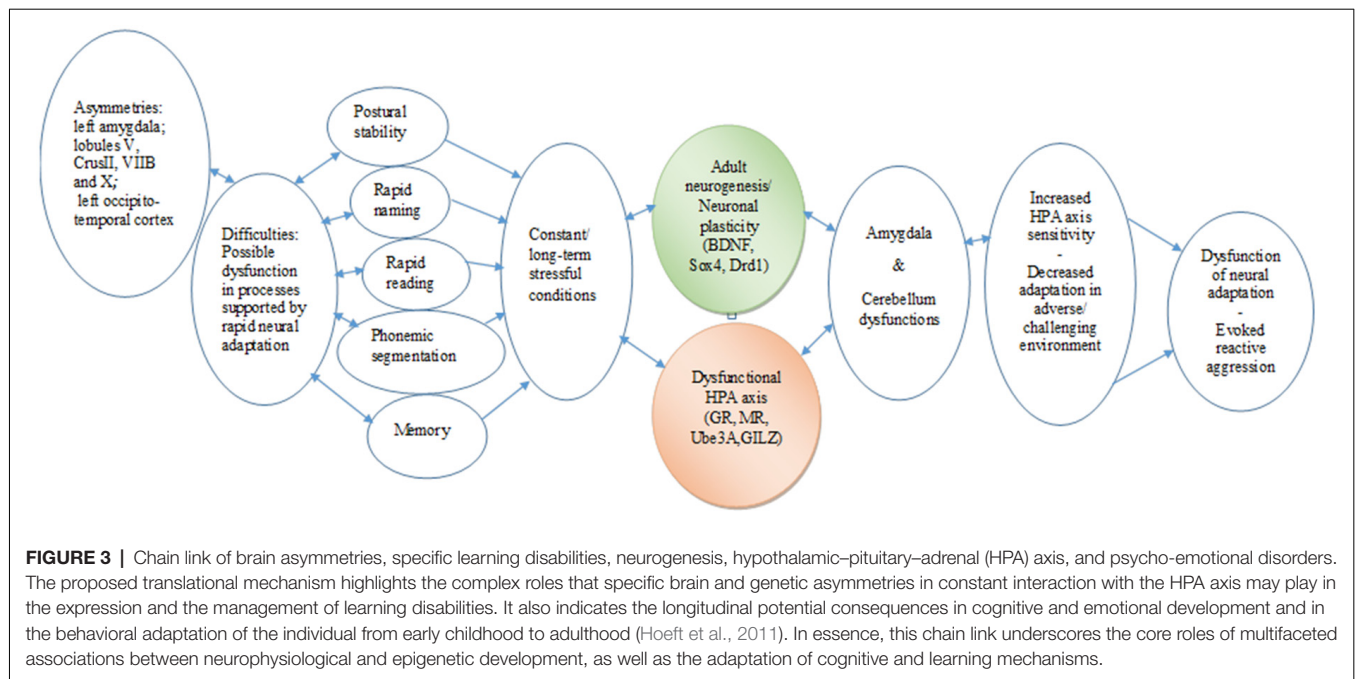 Asymmetries:
left amygdala;
lobules V,
CrusII, VIIB
and X;
left occipito-
temporal cortex
Difficulties:
Possible
dysfunction
in processes
supported by
rapid neural
adaptation
Postural
stability
Rapid
naming
Rapid
reading
Phonemic
segmentation
Memory
Constant/
long-term
stressful
conditions
Adult
neurogenesis/
Neuronal
plasticity
(BDNF,
Sox4, Drd1)
Dysfunctional
HPA axis
(GR, MR,
Ube3A,GILZ)
Amygdala
&
Cerebellum
dysfunctions
Increased
HPA axis
sensitivity
-
Decreased
adaptation in
adverse/
challenging
environment
Dysfunction
of neural
adaptation
-
Evoked
reactive
aggression
FIGURE 3 | Chain link of brain asymmetries, specific learning disabilities, neurogenesis, hypothalamic–pituitary–adrenal (HPA) axis, and psycho-emotional disorders.
The proposed translational mechanism highlights the complex roles that specific brain and genetic asymmetries in constant interaction with the HPA axis may play in
the expression and the management of learning disabilities. It also indicates the longitudinal potential consequences in cognitive and emotional development and in
the behavioral adaptation of the individual from early childhood to adulthood (Hoeft et al., 2011). In essence, this chain link underscores the core roles of multifaceted
associations between neurophysiological and epigenetic development, as well as the adaptation of cognitive and learning mechanisms.